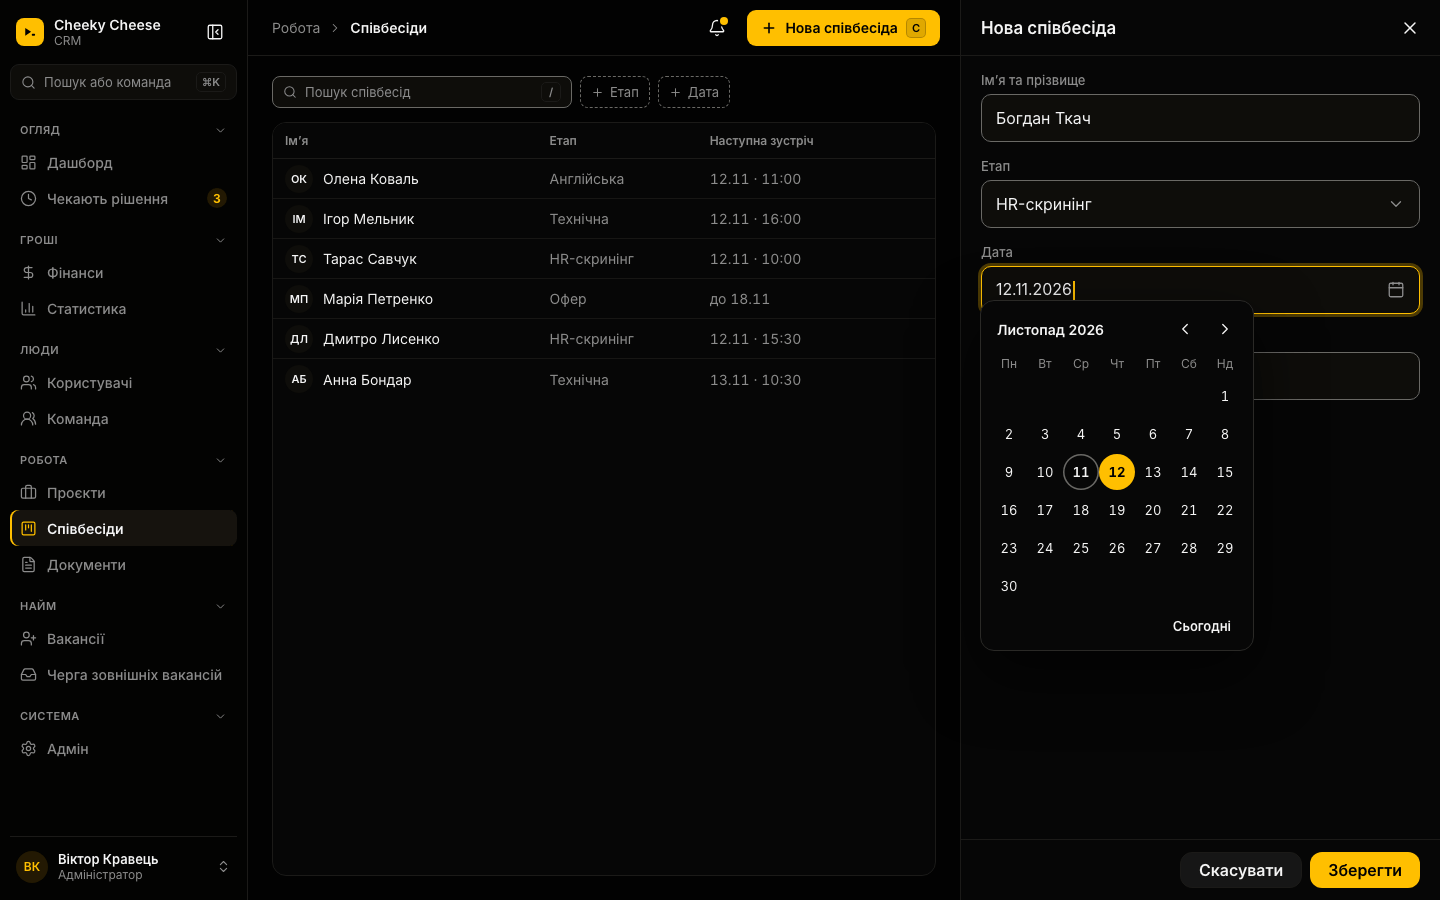 Cheeky Cheese
CRM
Пошук або команда ⌘K
ОГЛЯД
Дашборд
Чекають рішення 3
ГРОШІ
Фінанси
Статистика
ЛЮДИ
Користувачі
Команда
РОБОТА
Проєкти
Співбесіди
Документи
НАЙМ
Вакансії
Черга зовнішніх вакансій
СИСТЕМА
Адмін
ВК Віктор Кравець
Адміністратор
Робота > Співбесіди
+ Нова співбесіда C
Пошук співбесід /
+ Етап
+ Дата
Ім’я Етап Наступна зустріч
ОК Олена Коваль Англійська 12.11 · 11:00
ІМ Ігор Мельник Технічна 12.11 · 16:00
ТС Тарас Савчук HR-скринінг 12.11 · 10:00
МП Марія Петренко Офер до 18.11
ДЛ Дмитро Лисенко HR-скринінг 12.11 · 15:30
АБ Анна Бондар Технічна 13.11 · 10:30
Нова співбесіда
Ім’я та прізвище
Богдан Ткач
Етап
HR-скринінг
Дата
12.11.2026
Листопад 2026
Пн Вт Ср Чт Пт Сб Нд
1
2 3 4 5 6 7 8
9 10 11 12 13 14 15
16 17 18 19 20 21 22
23 24 25 26 27 28 29
30
Сьогодні
Скасувати
Зберегти